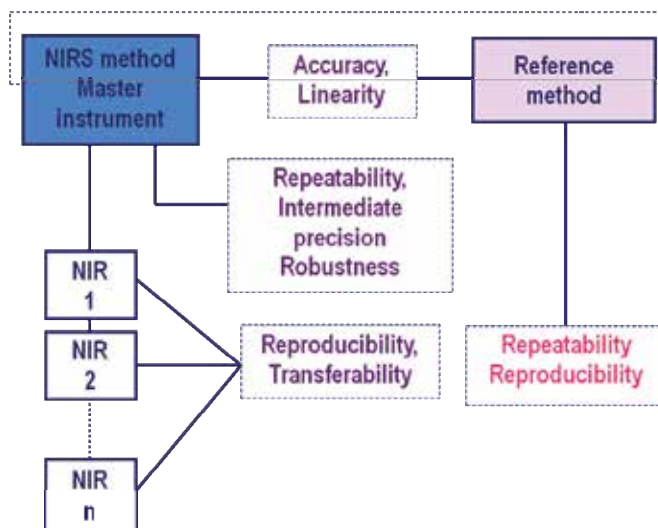 NIRS method
Master
instrument
Accuracy,
Linearity
Reference
method
Repeatability,
Intermediate
precision
Robustness
NIR
1
NIR
2
Reproducibility,
Transferability
Repeatability
Reproducibility
NIR
n